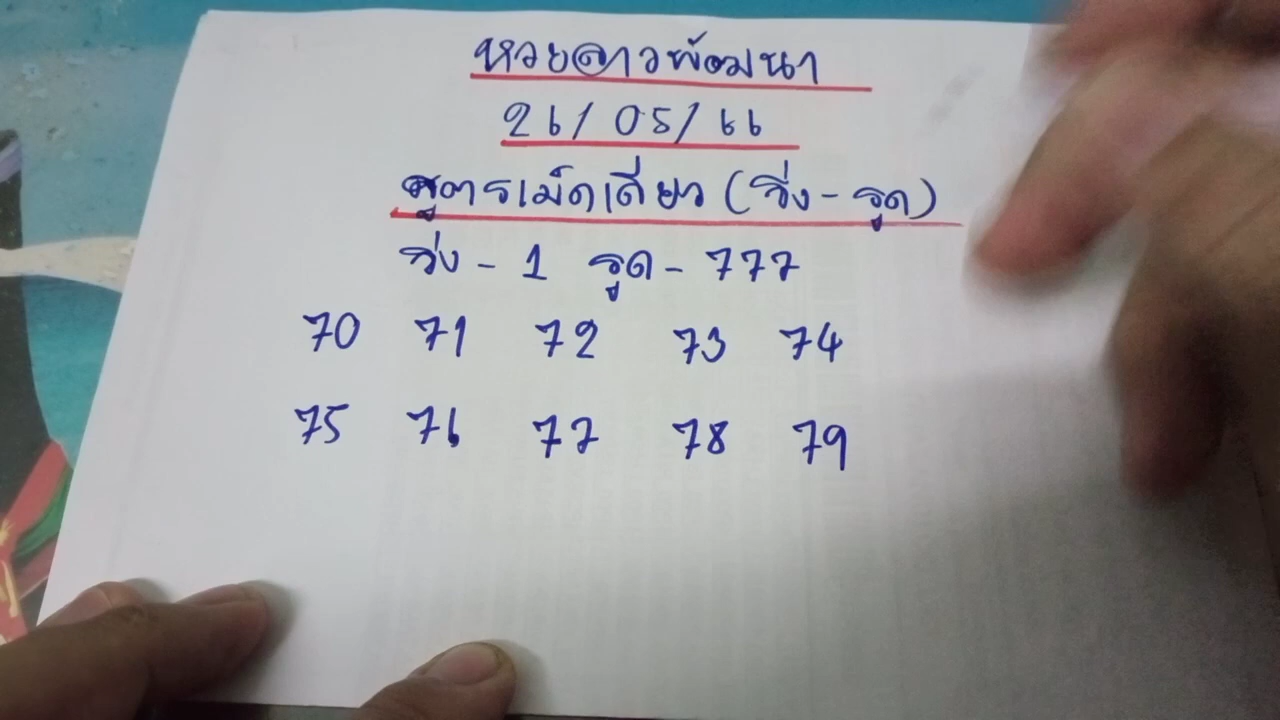 หวยลาวพัฒนา
26/05/66
สูตรเม็ดเดียว (วิ่ง - รูด)
วิ่ง - 1 รูด - 777
70 71 72 73 74
75 76 77 78 79